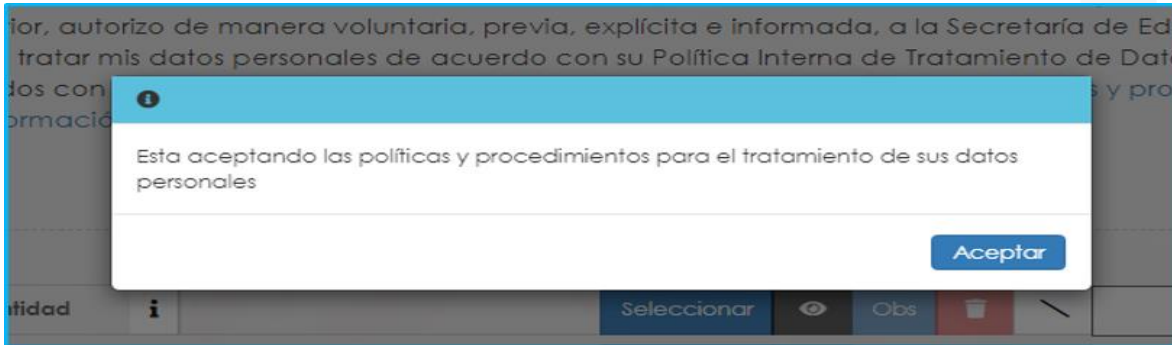 ior, autorizo de manera voluntaria, previa, explícita e informada, a la Secretaría de Ed
tratar mis datos personales de acuerdo con su Política Interna de Tratamiento de Dat
dos con
s y pro
ormació
Esta aceptando las políticas y procedimientos para el tratamiento de sus datos
personales
Aceptar
ntidad i Seleccionar Obs